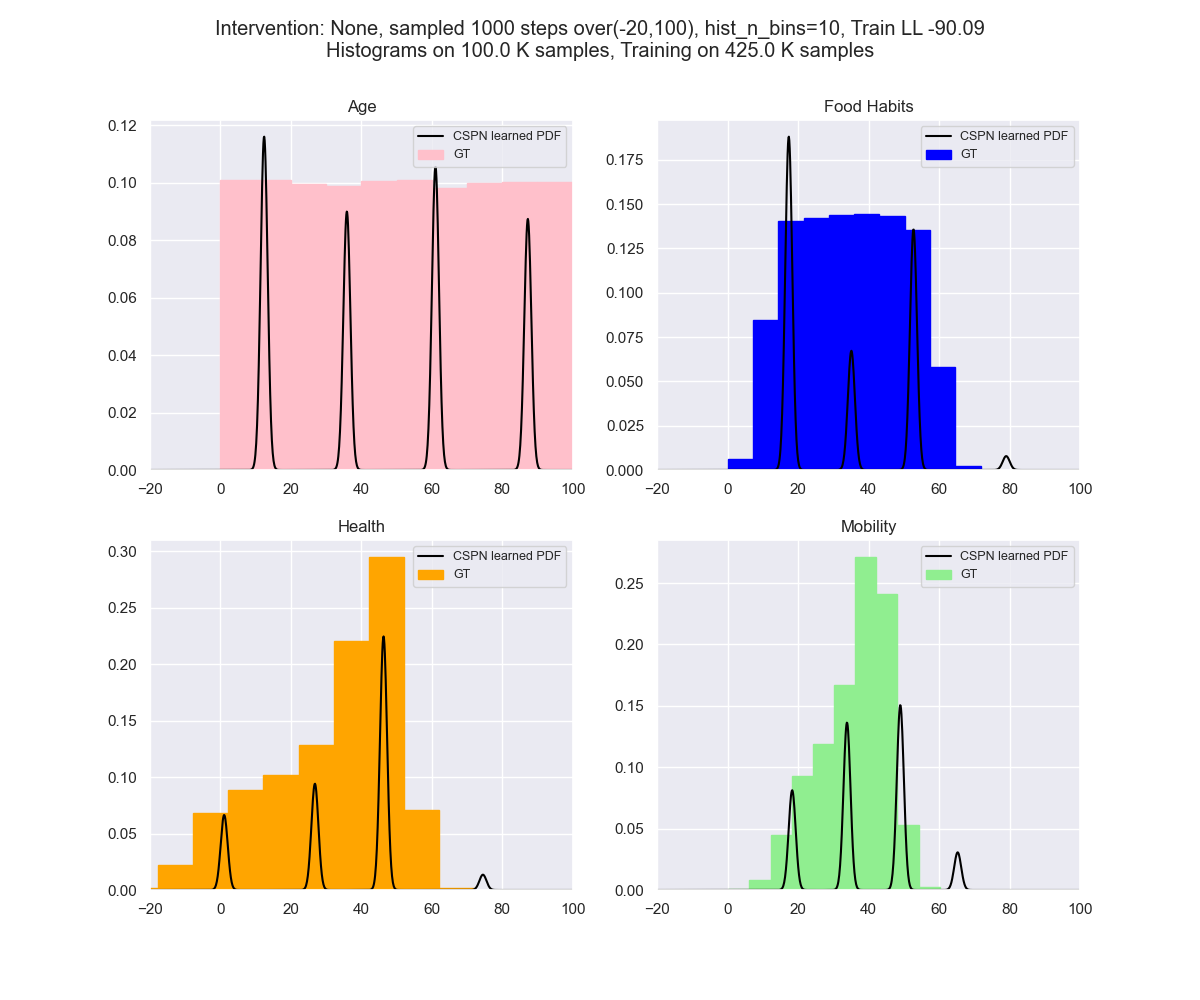 Intervention: None, sampled 1000 steps over(-20,100), hist_n_bins=10, Train LL -90.09
Histograms on 100.0 K samples, Training on 425.0 K samples
Age
CSPN learned PDF
GT
0.12
0.10
0.08
0.06
0.04
0.02
0.00
−20 0 20 40 60 80 100
Food Habits
CSPN learned PDF
GT
0.175
0.150
0.125
0.100
0.075
0.050
0.025
0.000
−20 0 20 40 60 80 100
Health
CSPN learned PDF
GT
0.30
0.25
0.20
0.15
0.10
0.05
0.00
−20 0 20 40 60 80 100
Mobility
CSPN learned PDF
GT
0.25
0.20
0.15
0.10
0.05
0.00
−20 0 20 40 60 80 100